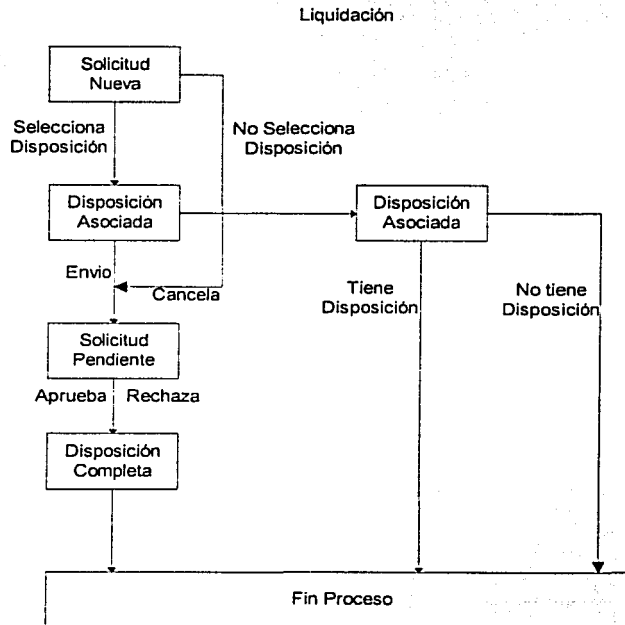 Liquidación
Solicitud
Nueva
Selecciona
Disposición
No Selecciona
Disposición
Disposición
Asociada
Disposición
Asociada
Envio
Cancela
Tiene
Disposición
No tiene
Disposición
Solicitud
Pendiente
Aprueba
Rechaza
Disposición
Completa
Fin Proceso